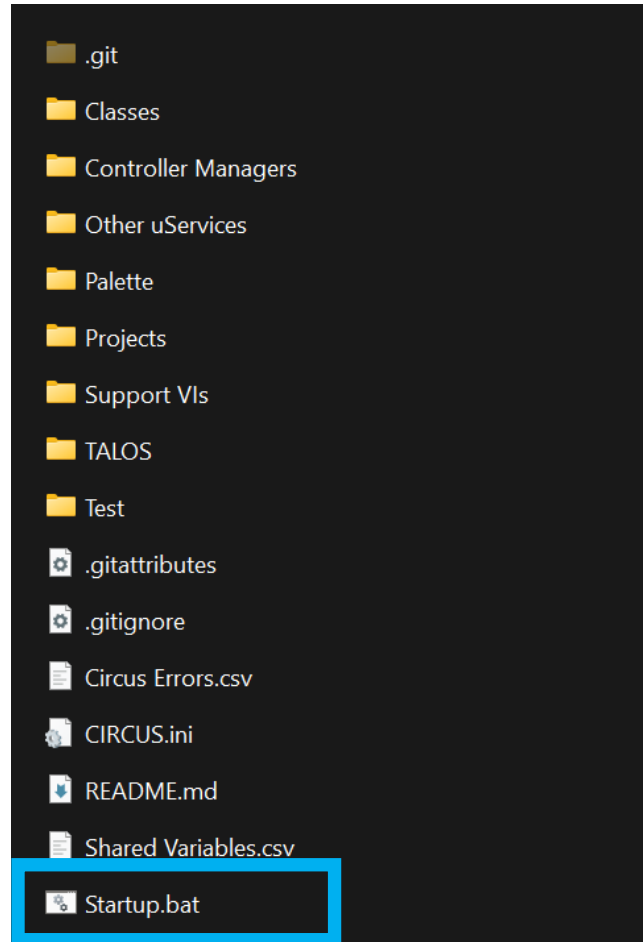 .git
Classes
Controller Managers
Other uServices
Palette
Projects
Support VIs
TALOS
Test
.gitattributes
.gitignore
Circus Errors.csv
CIRCUS.ini
README.md
Shared Variables.csv
Startup.bat